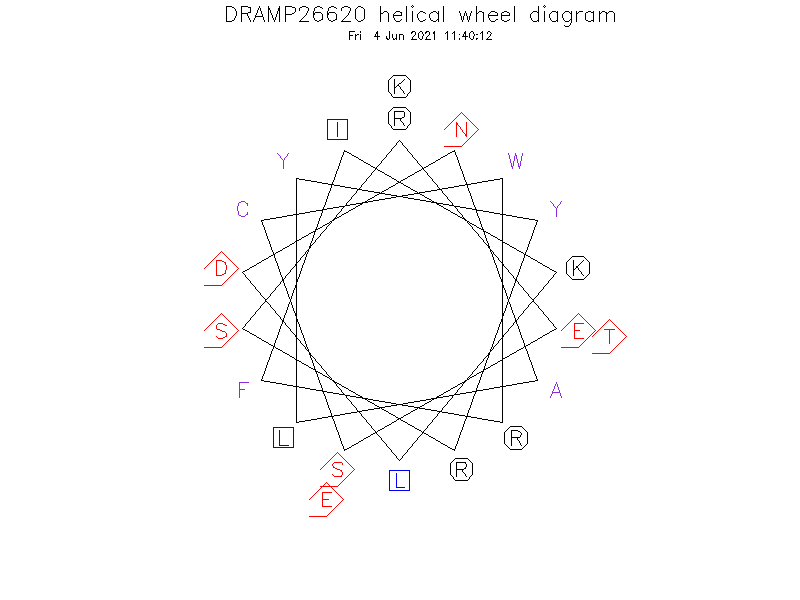 DRAMP26620 helical wheel diagram
Fri 4 Jun 2021 11:40:12
K
I R N
Y W
C Y
D K
S E T
F A
L R
S L R
E